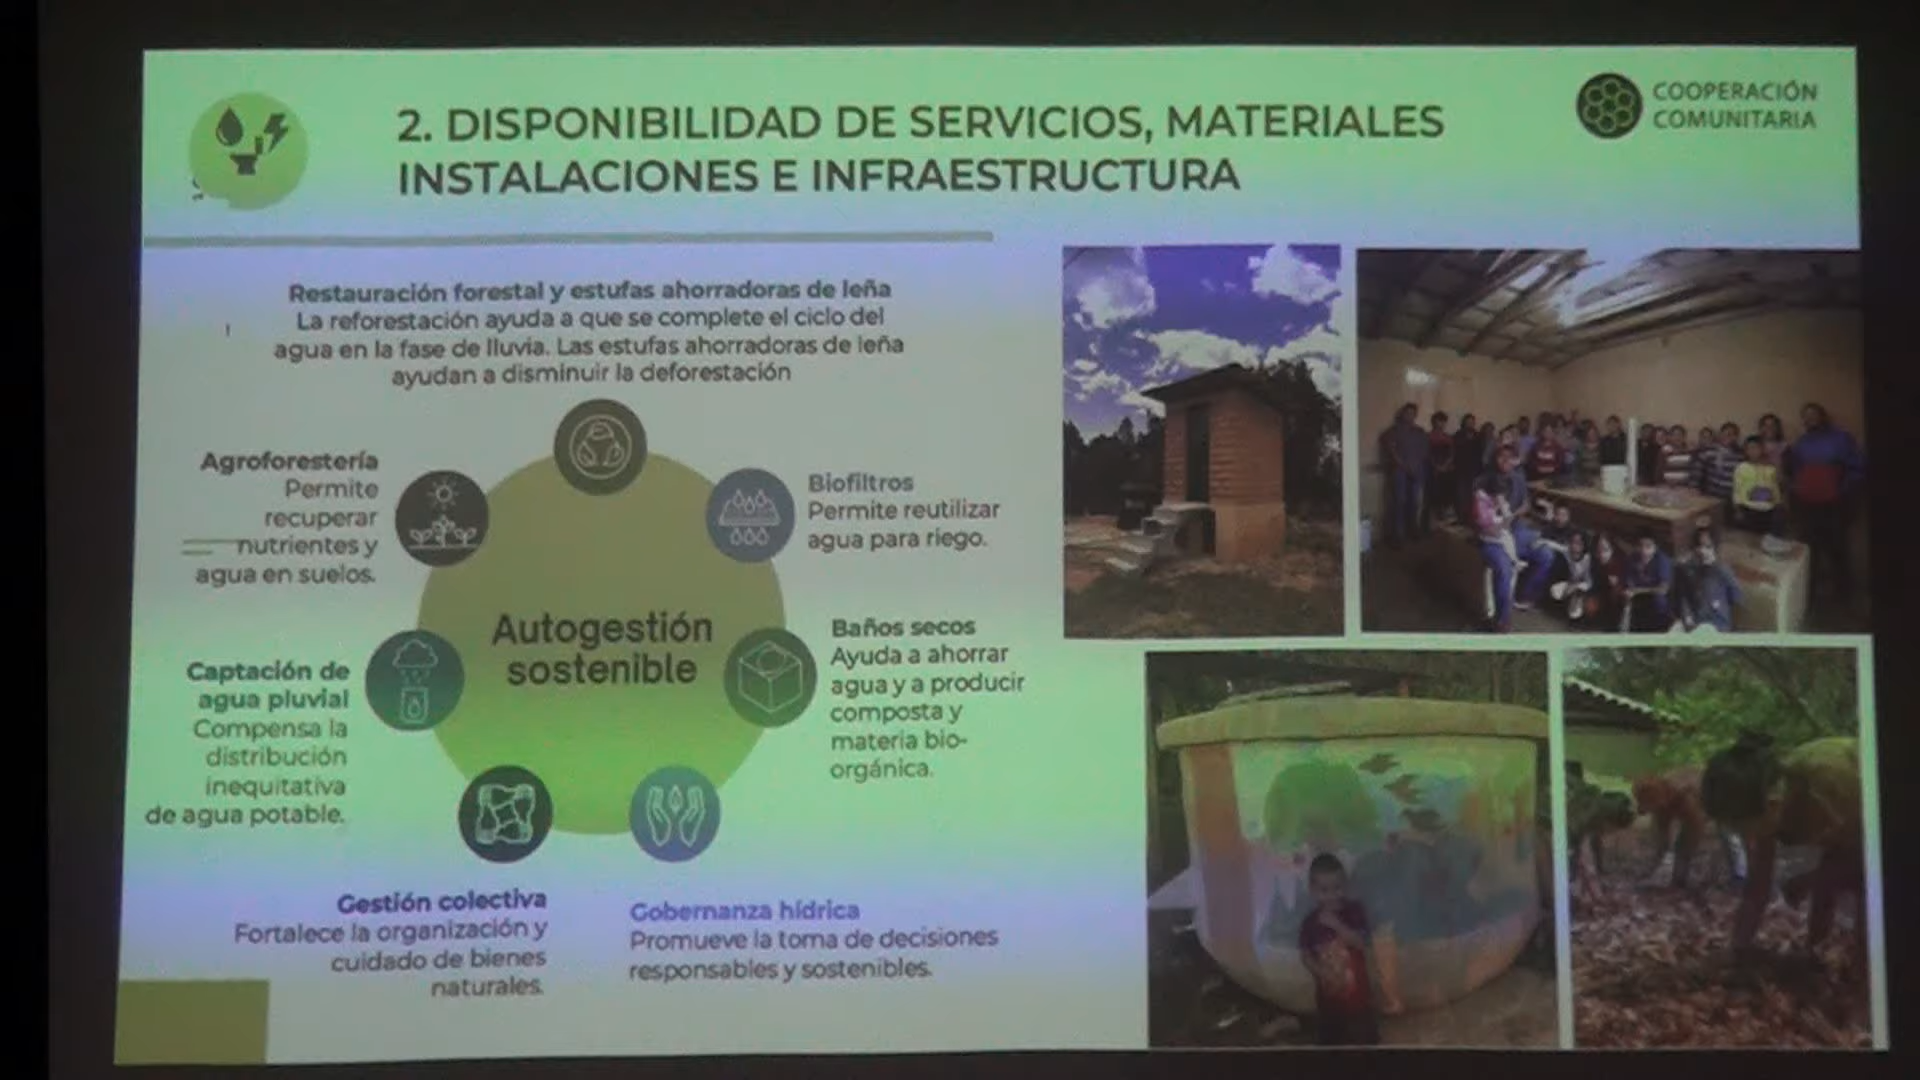 2. DISPONIBILIDAD DE SERVICIOS, MATERIALES
INSTALACIONES E INFRAESTRUCTURA
COOPERACIÓN
COMUNITARIA
Restauración forestal y estufas ahorradoras de leña
La reforestación ayuda a que se complete el ciclo del
agua en la fase de lluvia. Las estufas ahorradoras de leña
ayudan a disminuir la deforestación
Agroforestería
Permite
recuperar
nutrientes y
agua en suelos.
Biofiltros
Permite reutilizar
agua para riego.
Autogestión
sostenible
Baños secos
Ayuda a ahorrar
agua y a producir
composta y
materia bio-
orgánica.
Captación de
agua pluvial
Compensa la
distribución
inequitativa
de agua potable.
Gestión colectiva
Fortalece la organización y
cuidado de bienes
naturales.
Gobernanza hídrica
Promueve la toma de decisiones
responsables y sostenibles.